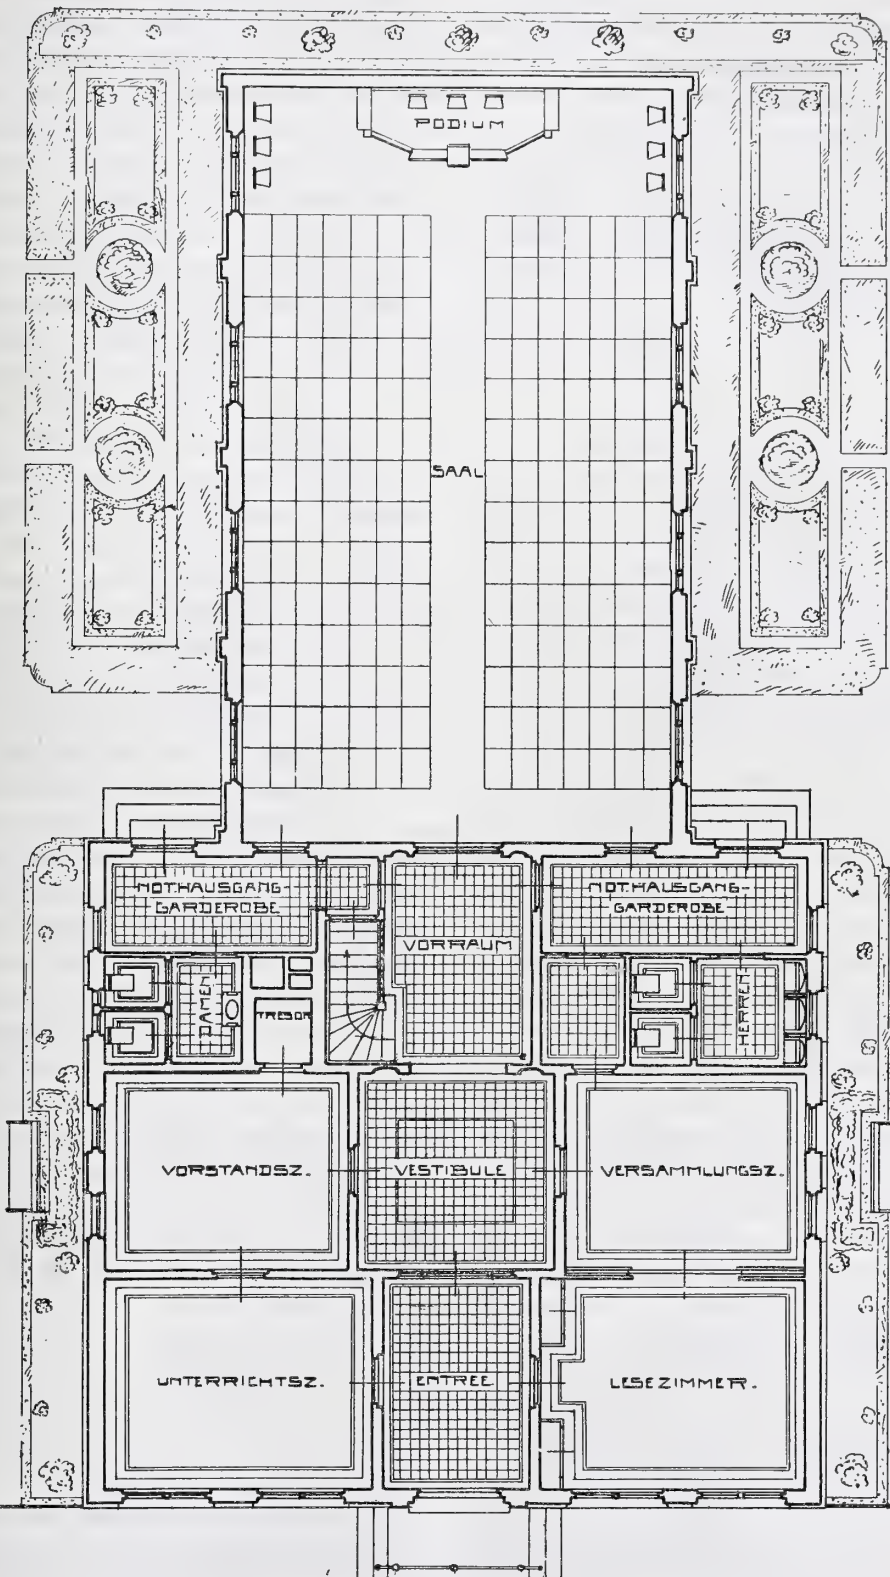 PODIUM
SAAL
NOTHAUSGANG-
GARDEROBE
NOTHAUSGANG-
GARDEROBE
VORRAUM
DAMEN
TRESOR
HERREN
VORSTANDSZ.
VESTIBULE
VERSAMMLUNGSZ.
UNTERRICHTSZ.
ENTREE
LESEZIMMER.